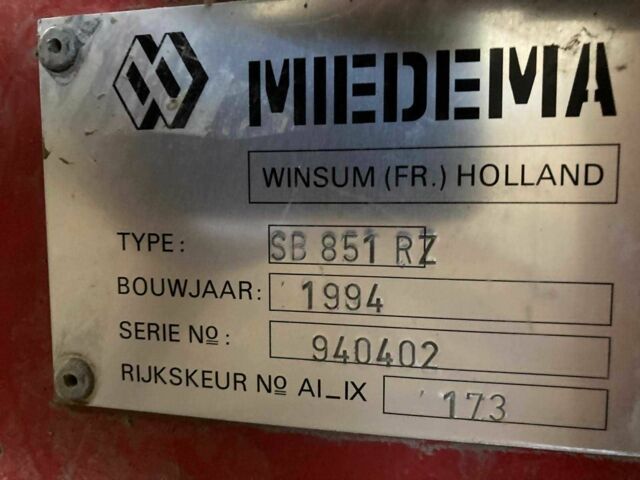 MIEDEMA
WINSUM (FR.) HOLLAND
TYPE: SB 851 RZ
BOUWJAAR: 1994
SERIE No: 940402
RIJKSKEUR No AI_IX 173